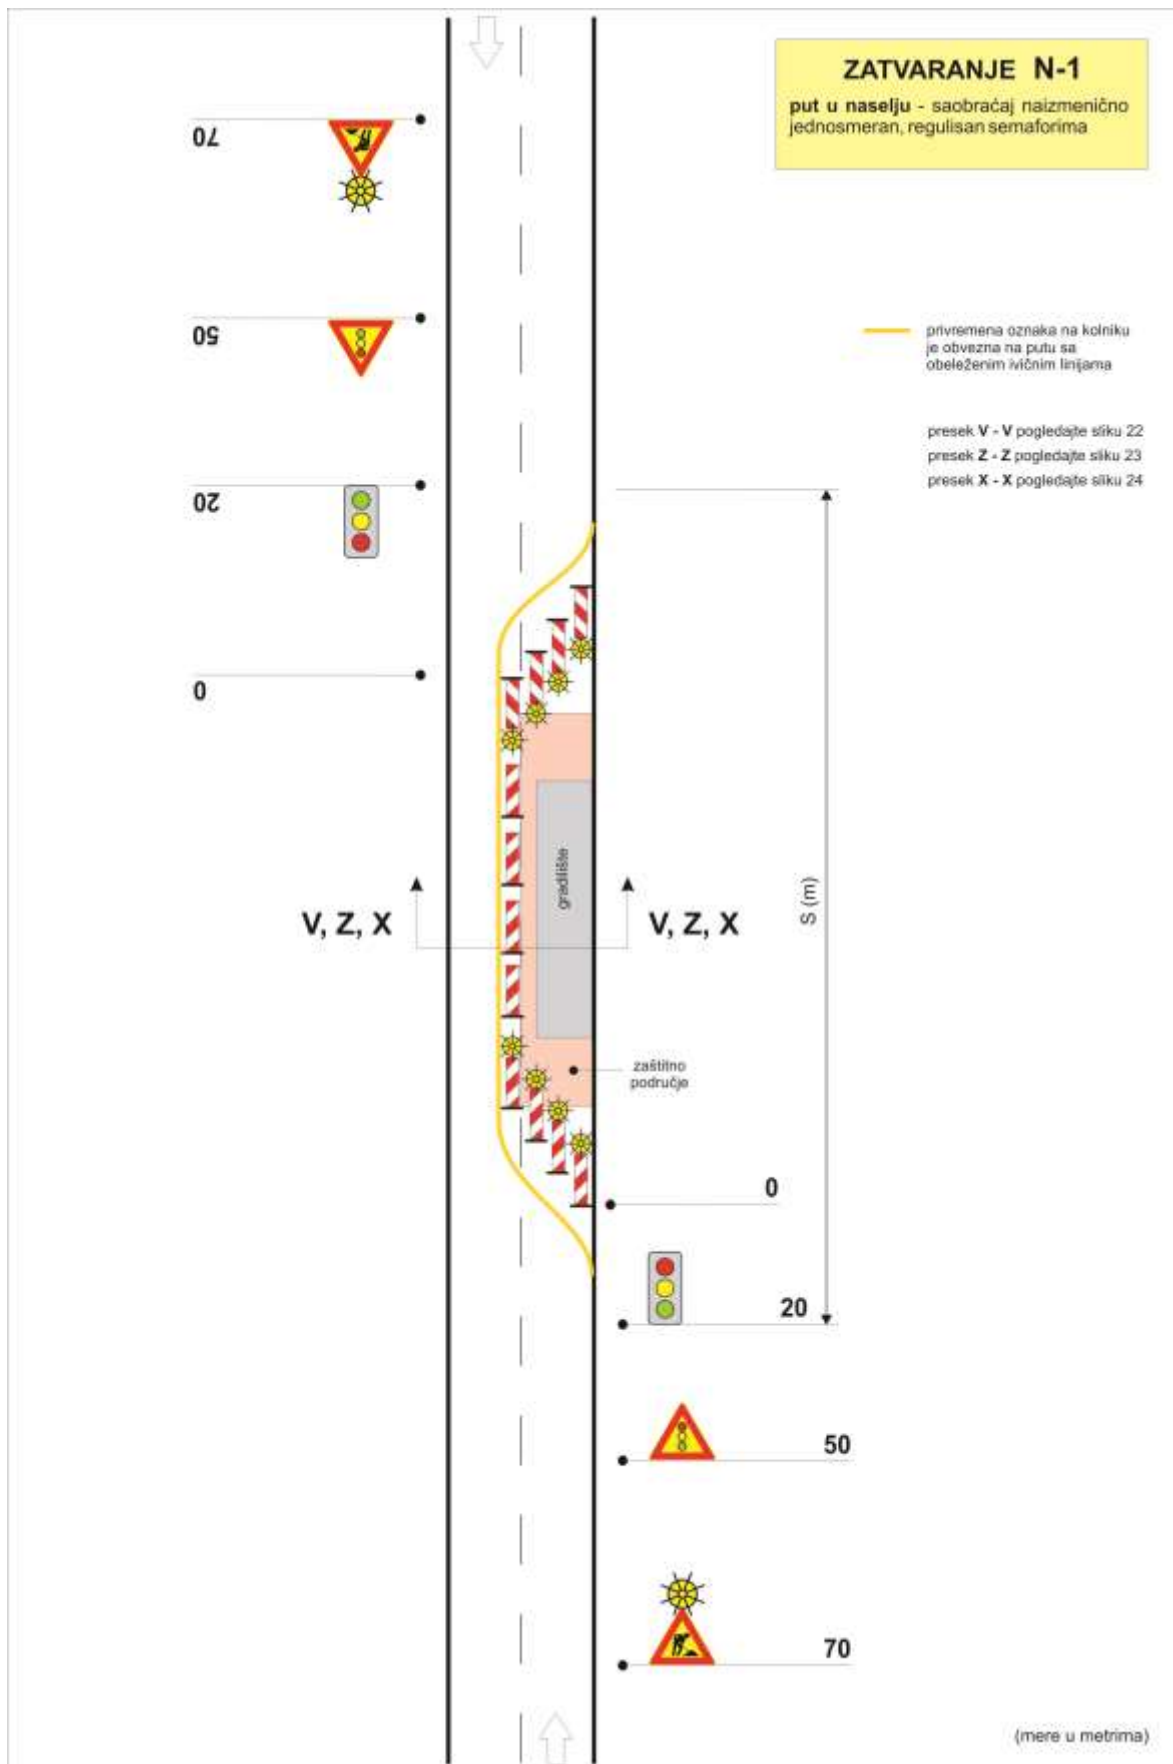 ZATVARANJE N-1
put u naselju - saobraćaj naizmenično
jednosmeran, regulisan semaforima
70
50
20
0
privremena oznaka na kolniku
je obvezna na putu sa
obeleženim ivičnim linijama
presek V - V pogledajte sliku 22
presek Z - Z pogledajte sliku 23
presek X - X pogledajte sliku 24
gradilište
S (m)
V, Z, X
V, Z, X
zaštitno
područje
0
20
50
70
(mere u metrima)